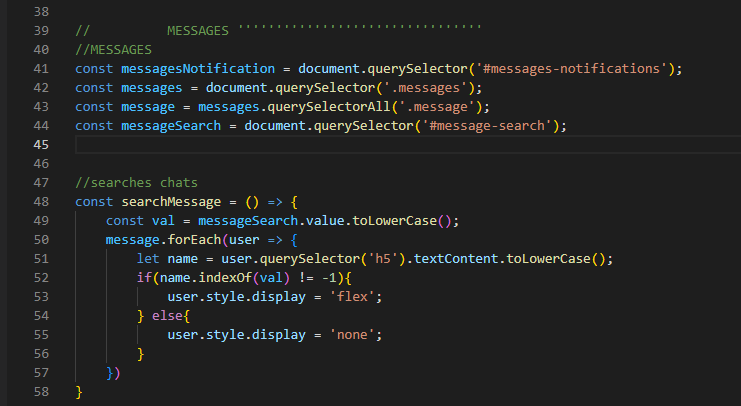 38
39 //          MESSAGES ''''''''''''''''''''''''''''''''
40 //MESSAGES
41 const messagesNotification = document.querySelector('#messages-notifications');
42 const messages = document.querySelector('.messages');
43 const message = messages.querySelectorAll('.message');
44 const messageSearch = document.querySelector('#message-search');
45
46
47 //searches chats
48 const searchMessage = () => {
49     const val = messageSearch.value.toLowerCase();
50     message.forEach(user => {
51         let name = user.querySelector('h5').textContent.toLowerCase();
52         if(name.indexOf(val) != -1){
53             user.style.display = 'flex';
54         } else{
55             user.style.display = 'none';
56         }
57     })
58 }